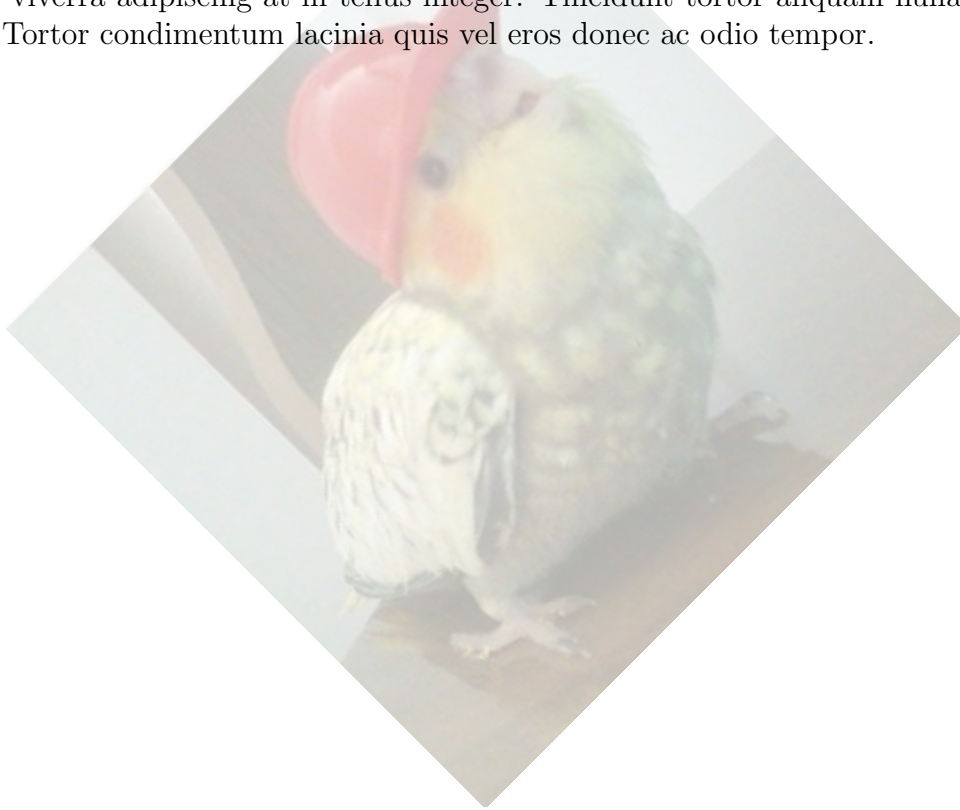 viverra adipiscing at in tellus integer. Tincidunt tortor aliquam nulla
Tortor condimentum lacinia quis vel eros donec ac odio tempor.